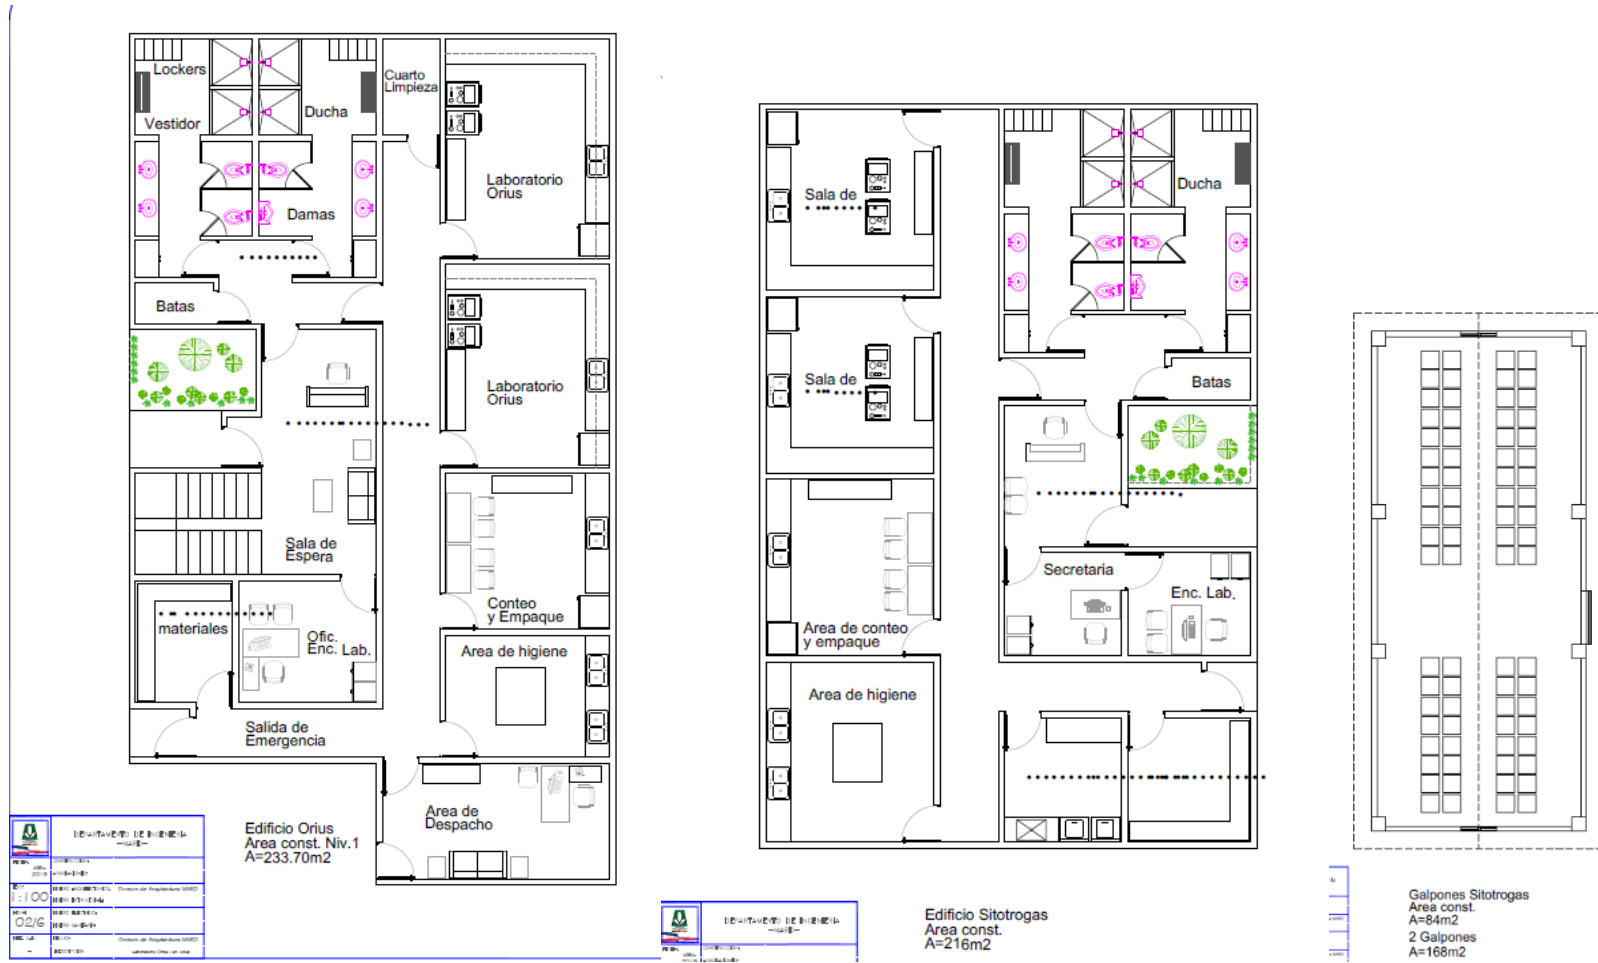 Lockers
Vestidor
Ducha
Cuarto
Limpieza
Damas
Laboratorio
Orius
Batas
Laboratorio
Orius
Sala de
Espera
Conteo
y Empaque
materiales
Ofic.
Enc. Lab.
Area de higiene
Salida de
Emergencia
Area de
Despacho
Edificio Orius
Area const. Niv.1
A=233.70m2
DEPARTAMENTO DE INGENIERIA
1:100
02/6
Sala de
Ducha
Sala de
Batas
Secretaria
Enc. Lab.
Area de conteo
y empaque
Area de higiene
Edificio Sitotrogas
Area const.
A=216m2
DEPARTAMENTO DE INGENIERIA
Galpones Sitotrogas
Area const.
A=84m2
2 Galpones
A=168m2